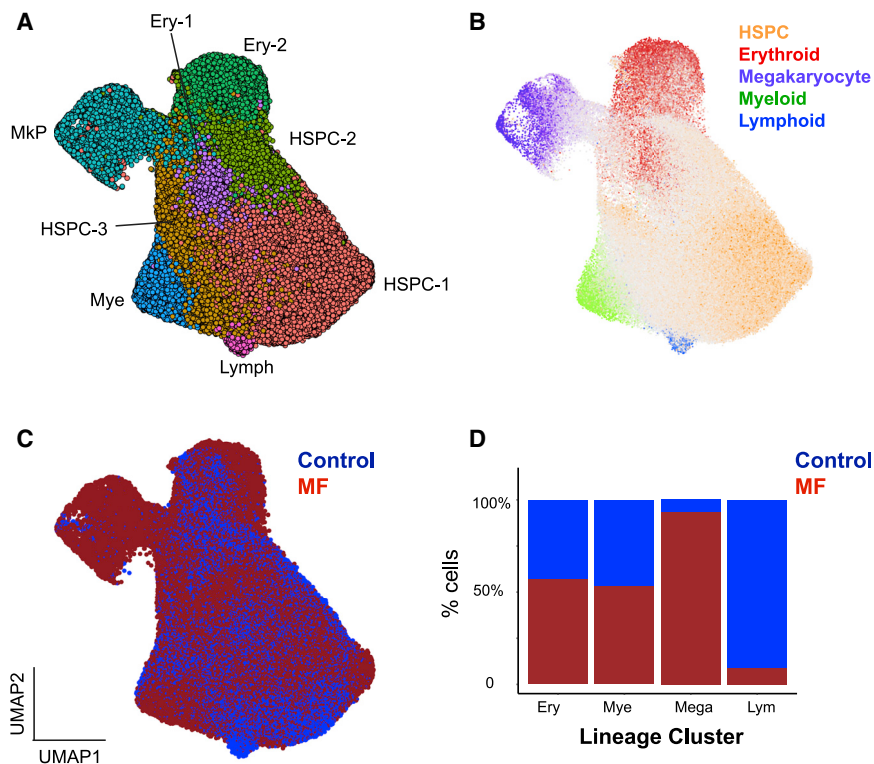 A
Ery-1
Ery-2
MkP
HSPC-2
HSPC-3
HSPC-1
Mye
Lymph
B
HSPC
Erythroid
Megakaryocyte
Myeloid
Lymphoid
C
Control
MF
UMAP2
UMAP1
D
Control
MF
100%
50%
0
% cells
Ery Mye Mega Lym
Lineage Cluster